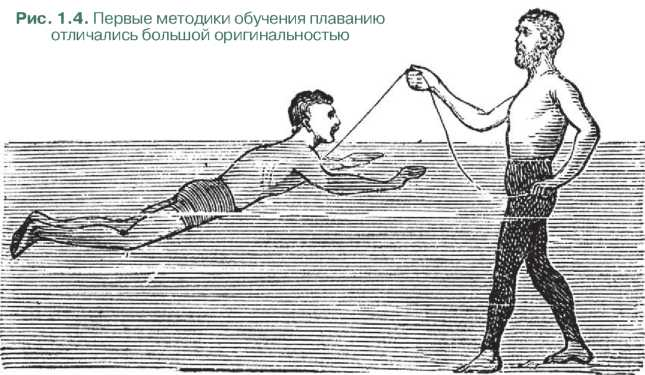 Рис. 1.4. Первые методики обучения плаванию
отличались большой оригинальностью